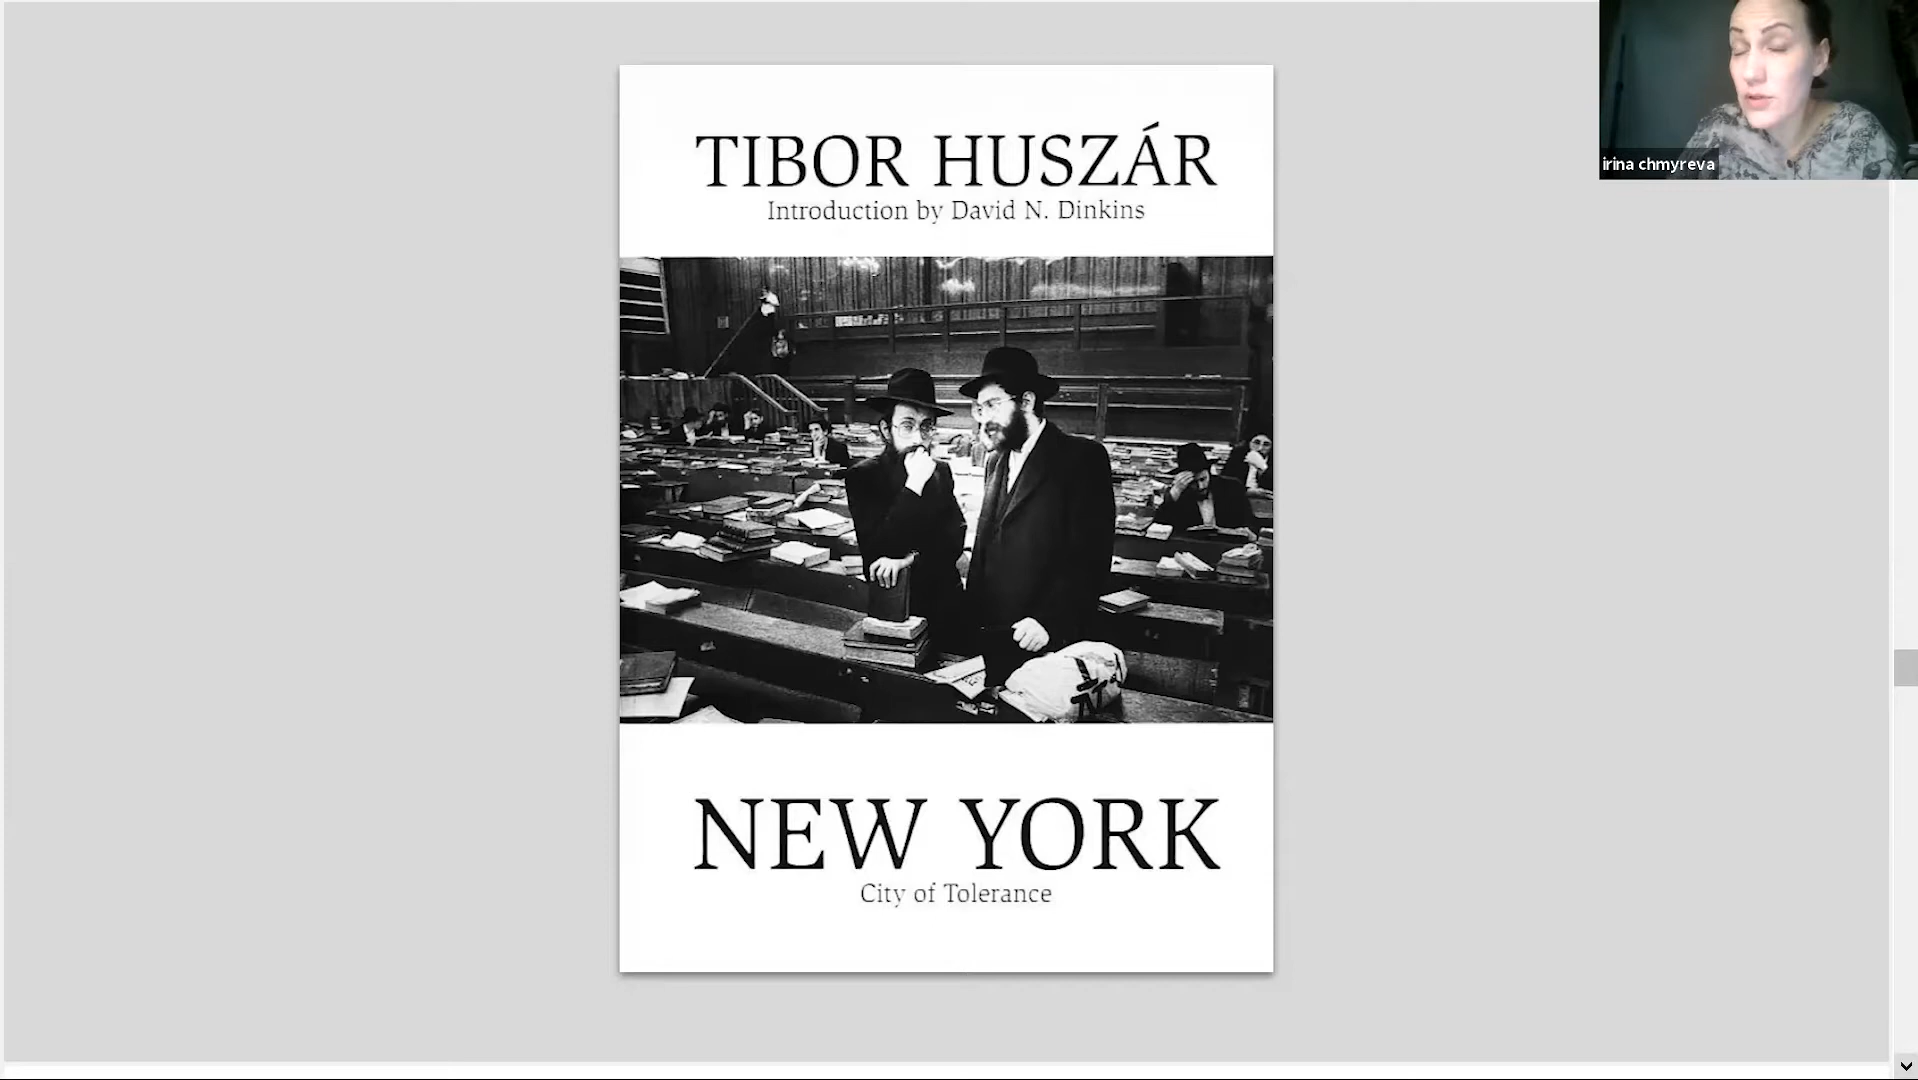 TIBOR HUSZÁR
Introduction by David N. Dinkins
NEW YORK
City of Tolerance
irina chmyreva